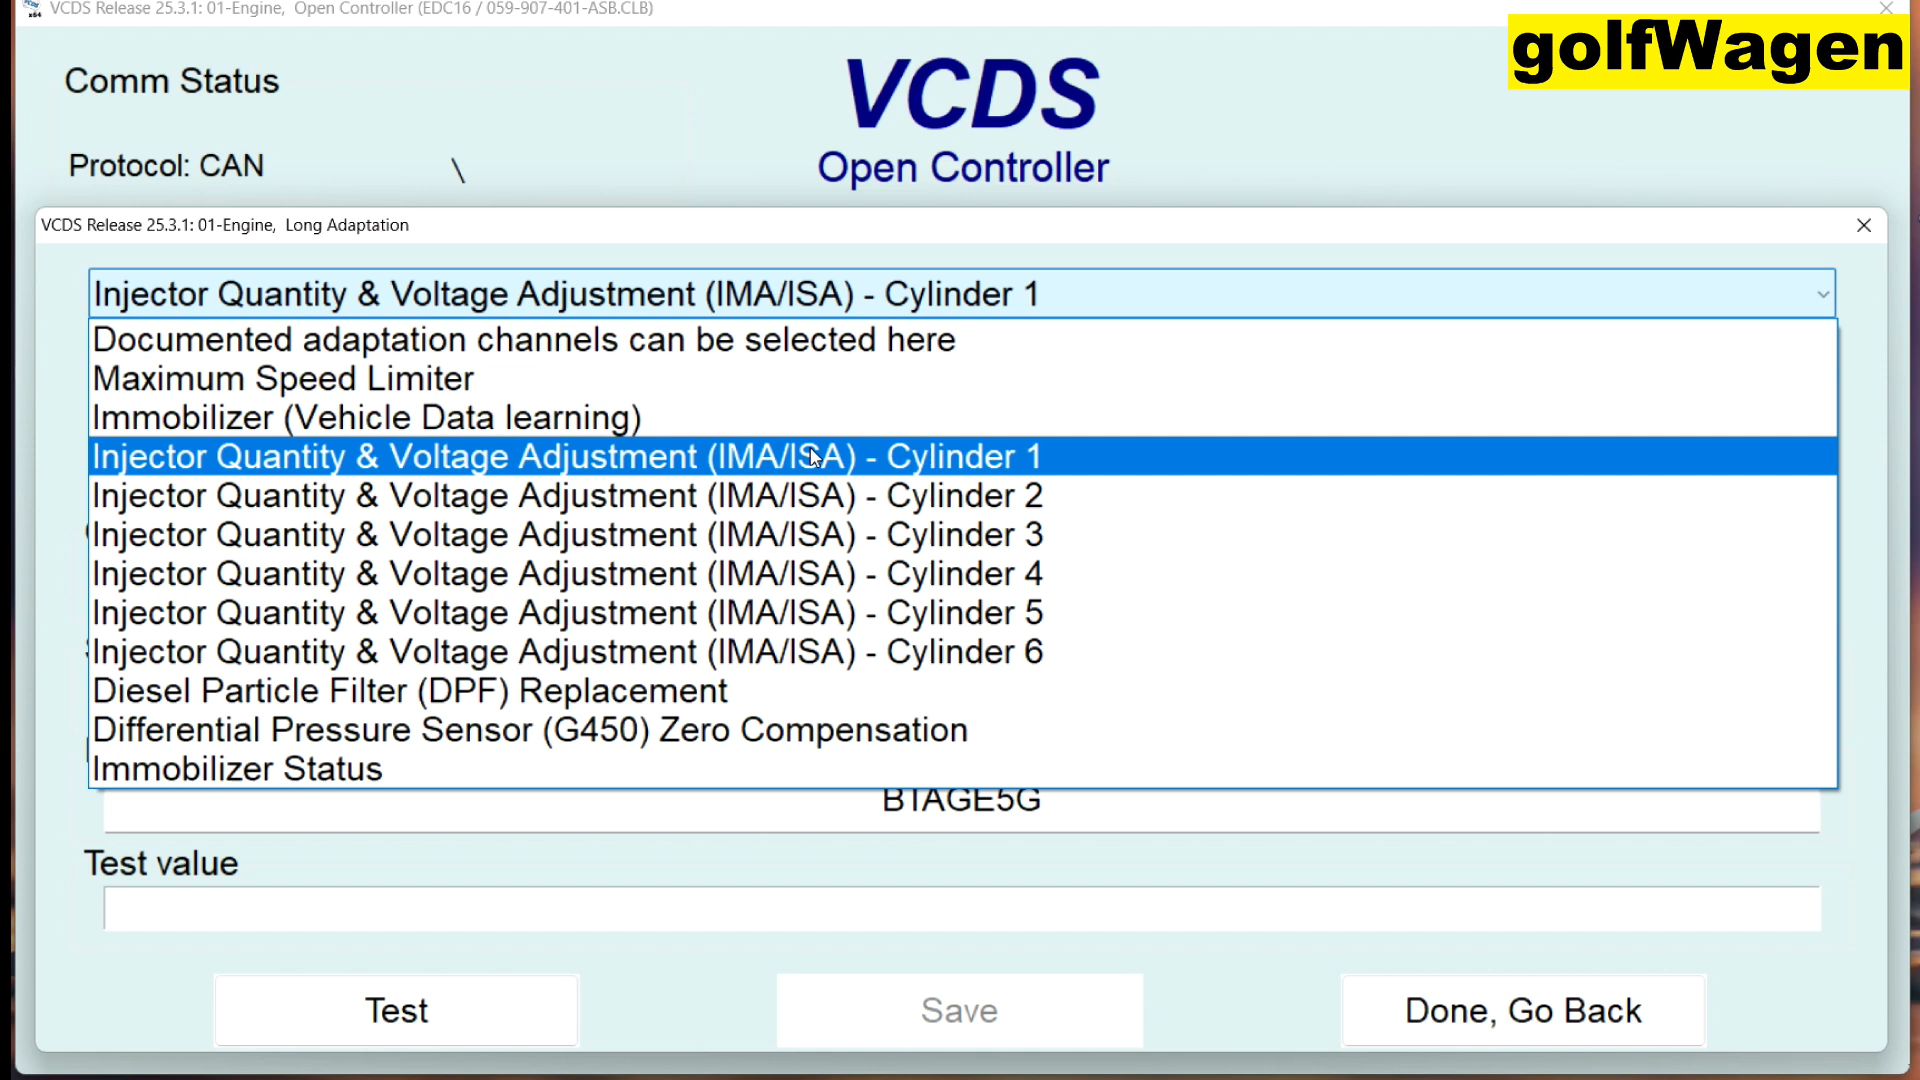 VCDS Release 25.3.1: 01-Engine, Open Controller (EDC16 / 059-907-401-ASB.CLB)
golfWagen
Comm Status
VCDS
Protocol: CAN
\
Open Controller
VCDS Release 25.3.1: 01-Engine, Long Adaptation
Injector Quantity & Voltage Adjustment (IMA/ISA) - Cylinder 1
Documented adaptation channels can be selected here
Maximum Speed Limiter
Immobilizer (Vehicle Data learning)
Injector Quantity & Voltage Adjustment (IMA/ISA) - Cylinder 1
Injector Quantity & Voltage Adjustment (IMA/ISA) - Cylinder 2
Injector Quantity & Voltage Adjustment (IMA/ISA) - Cylinder 3
Injector Quantity & Voltage Adjustment (IMA/ISA) - Cylinder 4
Injector Quantity & Voltage Adjustment (IMA/ISA) - Cylinder 5
Injector Quantity & Voltage Adjustment (IMA/ISA) - Cylinder 6
Diesel Particle Filter (DPF) Replacement
Differential Pressure Sensor (G450) Zero Compensation
Immobilizer Status
Test value
Test
Save
Done, Go Back